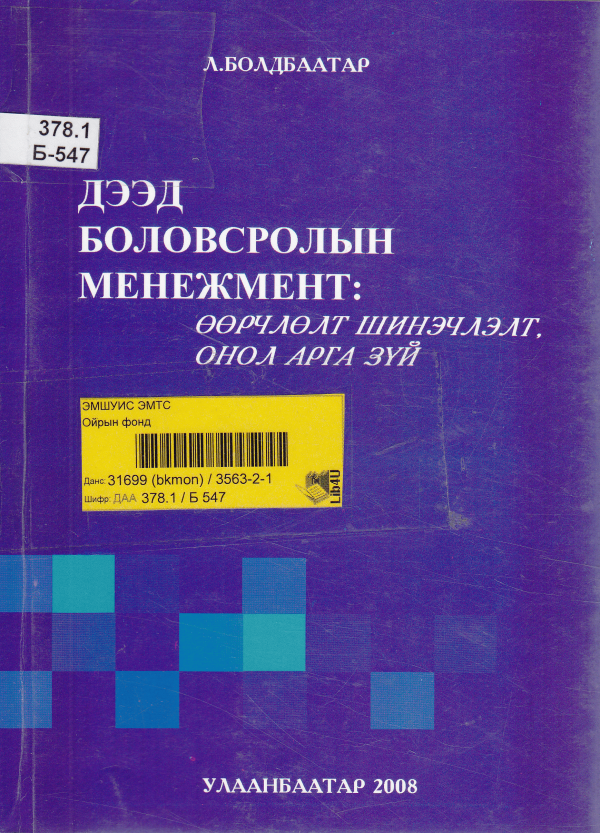 Л.БОЛДБААТАР
378.1
Б-547
ДЭЭД
БОЛОВСРОЛЫН
МЕНЕЖМЕНТ:
ӨӨРЧЛӨЛТ ШИНЭЧЛЭЛТ,
ОНОЛ АРГА ЗҮЙ
ЭМШУИС ЭМТС
Ойрын фонд
Данс: 31699 (bkmon) / 3563-2-1
Шифр: ДАА 378.1 / Б 547
Lib4U
УЛААНБААТАР 2008